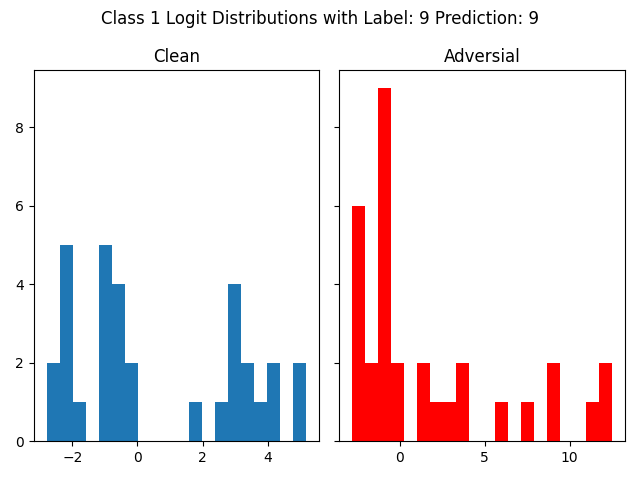 Class 1 Logit Distributions with Label: 9 Prediction: 9
Clean
Adversial
8
6
4
2
0
−2 0 2 4
0 5 10